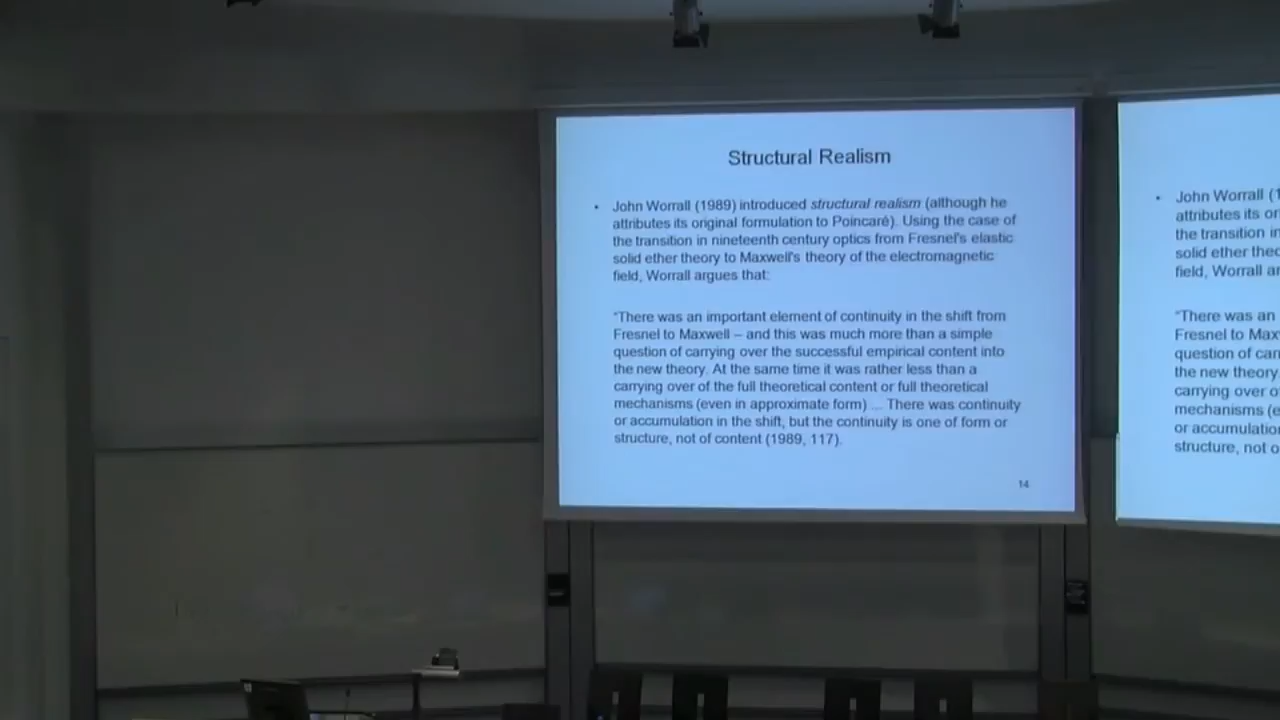 Structural Realism
• John Worrall (1989) introduced structural realism (although he
attributes its original formulation to Poincaré). Using the case of
the transition in nineteenth century optics from Fresnel's elastic
solid ether theory to Maxwell's theory of the electromagnetic
field, Worrall argues that:
"There was an important element of continuity in the shift from
Fresnel to Maxwell – and this was much more than a simple
question of carrying over the successful empirical content into
the new theory. At the same time it was rather less than a
carrying over of the full theoretical content or full theoretical
mechanisms (even in approximate form) ... There was continuity
or accumulation in the shift, but the continuity is one of form or
structure, not of content (1989, 117).
14
• John Worrall (1
attributes its or
the transition in
solid ether theo
field, Worrall ar
"There was an
Fresnel to Max
question of car
the new theory.
carrying over o
mechanisms (e
or accumulation
structure, not o